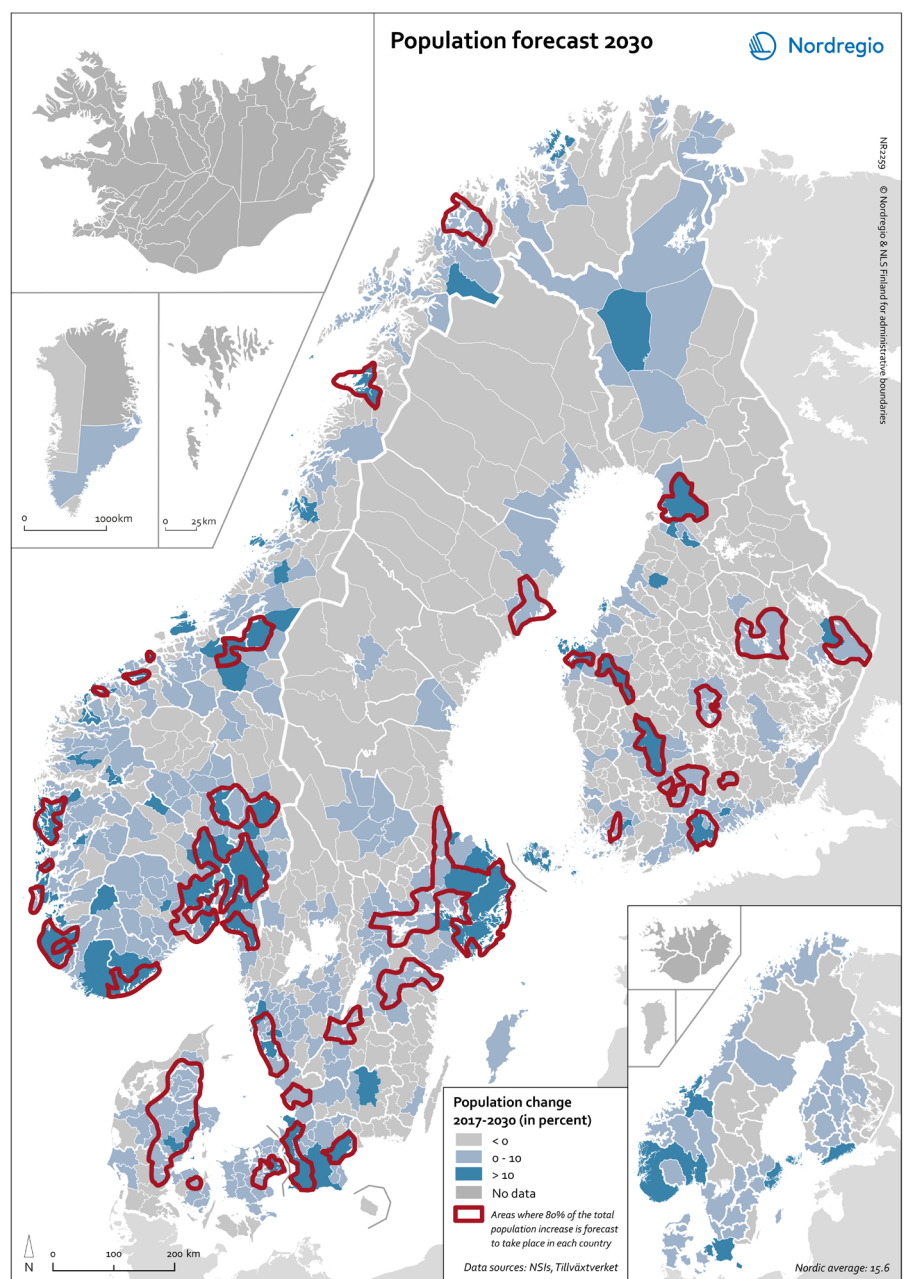 Population forecast 2030
Nordregio
NR2259 © Nordregio & NLS Finland for administrative boundaries
0 1000km
0 25km
Population change
2017-2030 (in percent)
< 0
0 - 10
> 10
No data
Areas where 80% of the total
population increase is forecast
to take place in each country
Data sources: NSIs, Tillväxtverket
N
0 100 200 km
Nordic average: 15.6